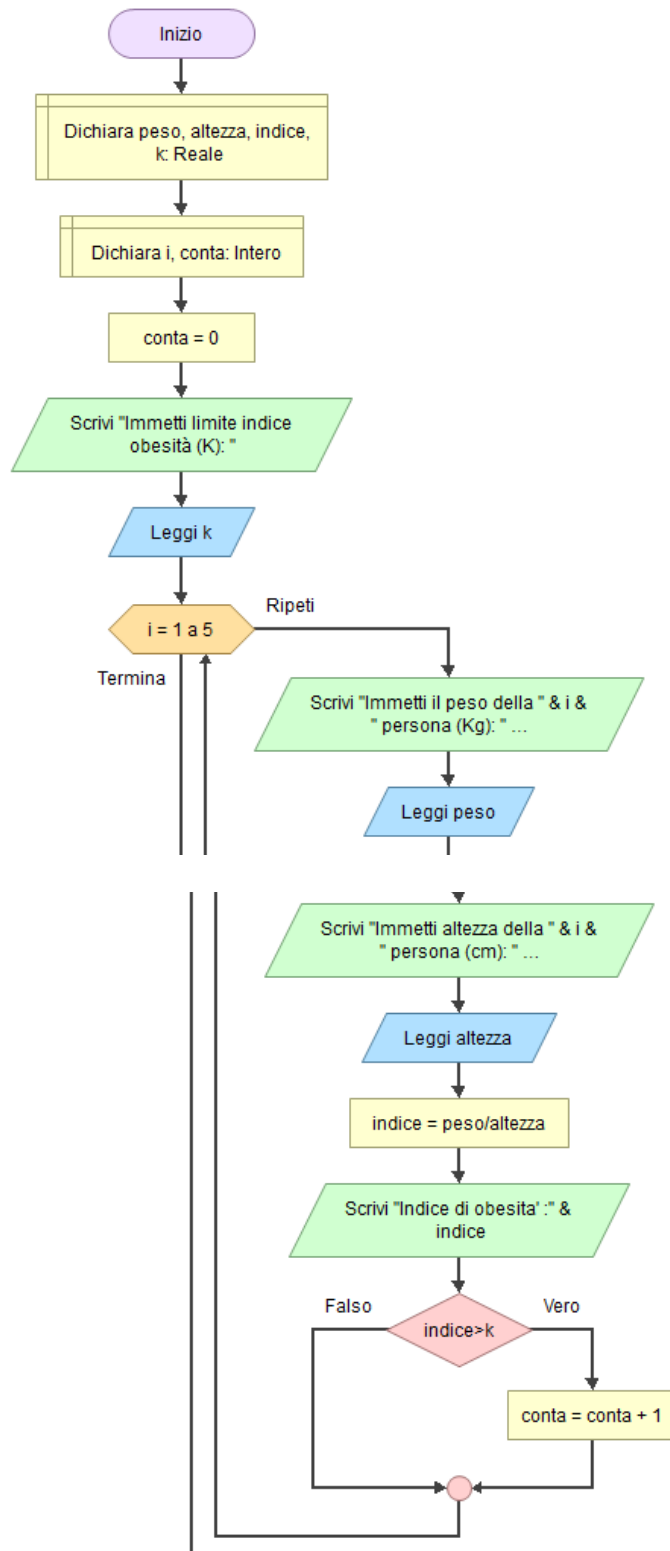 Inizio
Dichiara peso, altezza, indice,
k: Reale
Dichiara i, conta: Intero
conta = 0
Scrivi "Immetti limite indice
obesità (K): "
Leggi k
i = 1 a 5
Ripeti
Termina
Scrivi "Immetti il peso della " & i &
" persona (Kg): " ...
Leggi peso
Scrivi "Immetti altezza della " & i &
" persona (cm): " ...
Leggi altezza
indice = peso/altezza
Scrivi "Indice di obesita' :" &
indice
Falso
Vero
indice>k
conta = conta + 1